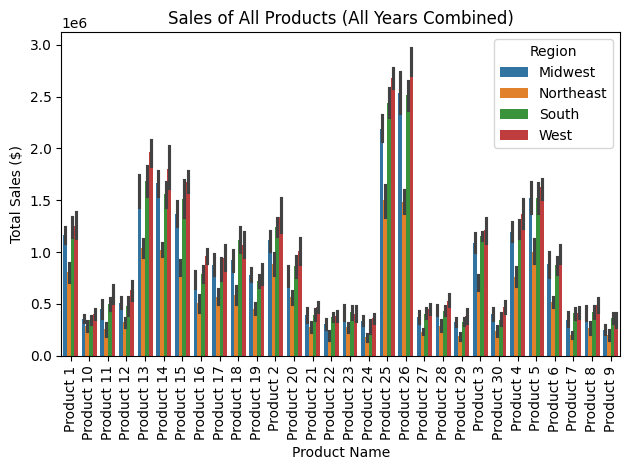 Sales of All Products (All Years Combined)
1e6
Region
Midwest
Northeast
South
West
3.0
2.5
2.0
1.5
1.0
0.5
0.0
Total Sales ($)
Product 1
Product 10
Product 11
Product 12
Product 13
Product 14
Product 15
Product 16
Product 17
Product 18
Product 19
Product 2
Product 20
Product 21
Product 22
Product 23
Product 24
Product 25
Product 26
Product 27
Product 28
Product 29
Product 3
Product 30
Product 4
Product 5
Product 6
Product 7
Product 8
Product 9
Product Name